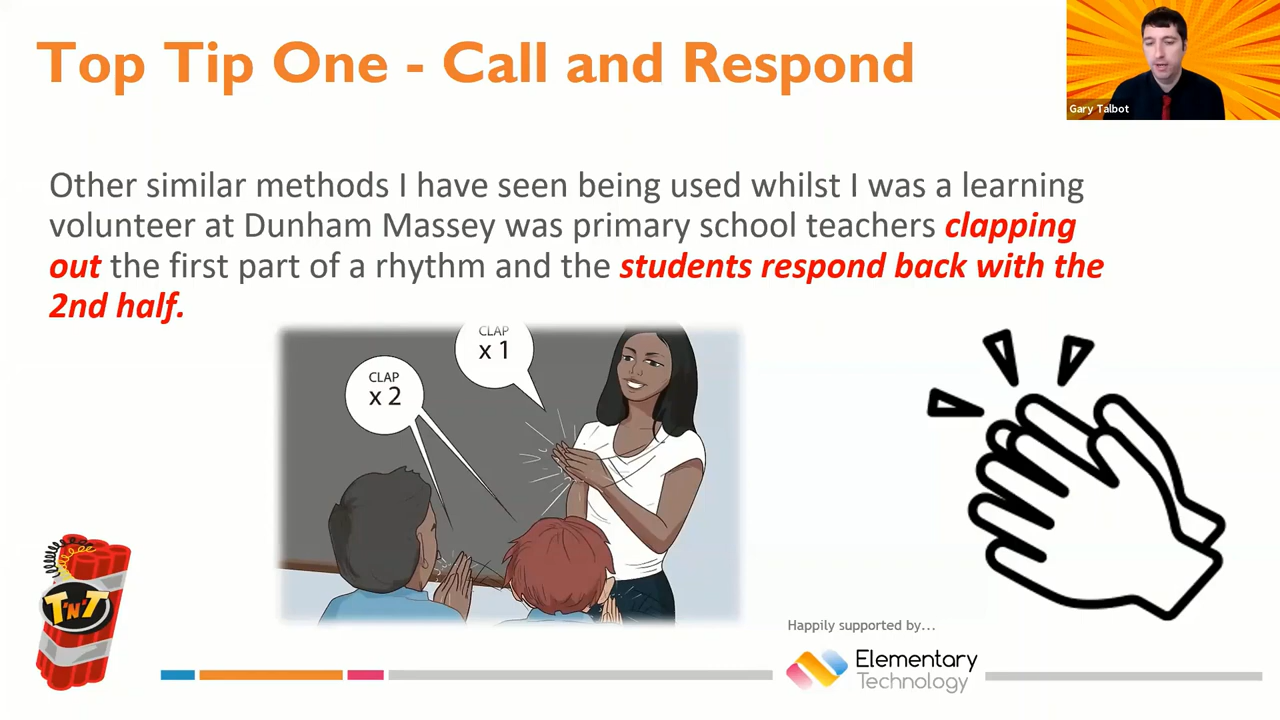 Top Tip One - Call and Respond
Gary Talbot
Other similar methods I have seen being used whilst I was a learning
volunteer at Dunham Massey was primary school teachers clapping
out the first part of a rhythm and the students respond back with the
2nd half.
CLAP
x 1
CLAP
x 2
T'N'T
Happily supported by...
Elementary
Technology